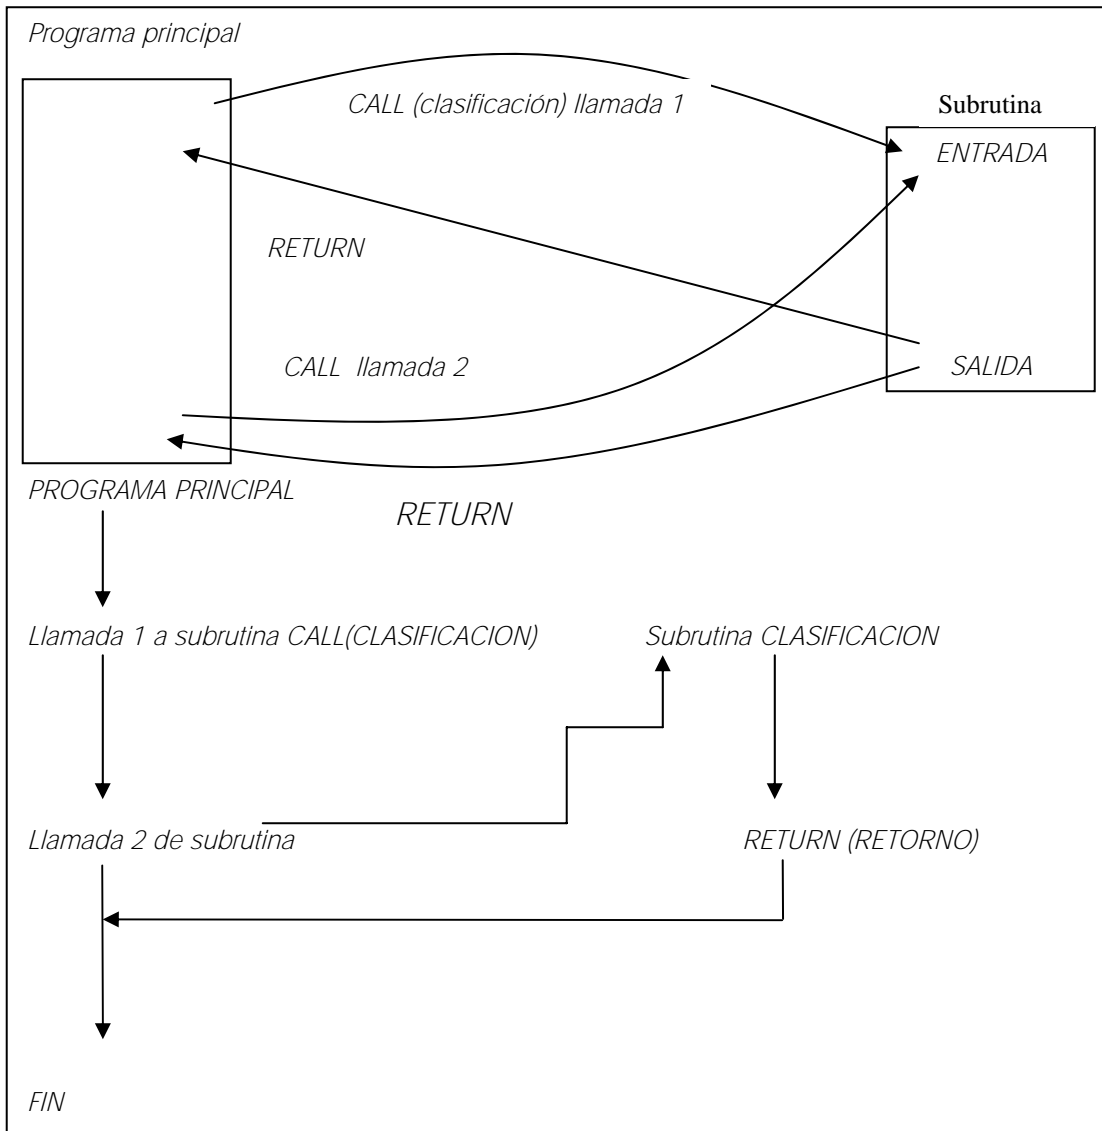 Programa principal
CALL (clasificación) llamada 1
Subrutina
ENTRADA
RETURN
CALL llamada 2
SALIDA
PROGRAMA PRINCIPAL
RETURN
Llamada 1 a subrutina CALL(CLASIFICACION)
Subrutina CLASIFICACION
Llamada 2 de subrutina
RETURN (RETORNO)
FIN